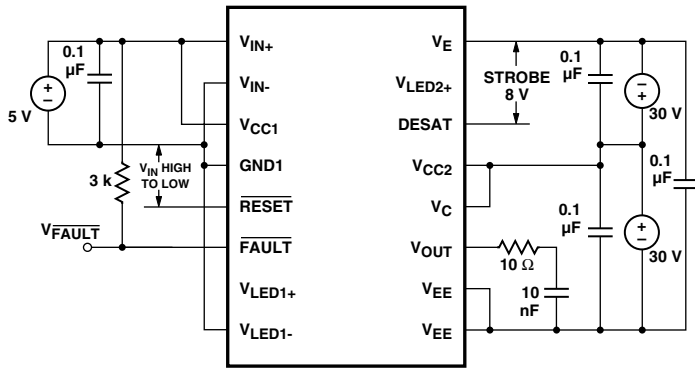 0.1
µF
+
–
5 V
3 k
V_FAULT
V_IN HIGH
TO LOW
V_IN+
V_IN-
V_CC1
GND1
RESET
FAULT
V_LED1+
V_LED1-
V_E
V_LED2+
DESAT
V_CC2
V_C
V_OUT
V_EE
V_EE
STROBE
8 V
10 Ω
10
nF
0.1
µF
–
+
30 V
0.1
µF
0.1
µF
+
–
30 V